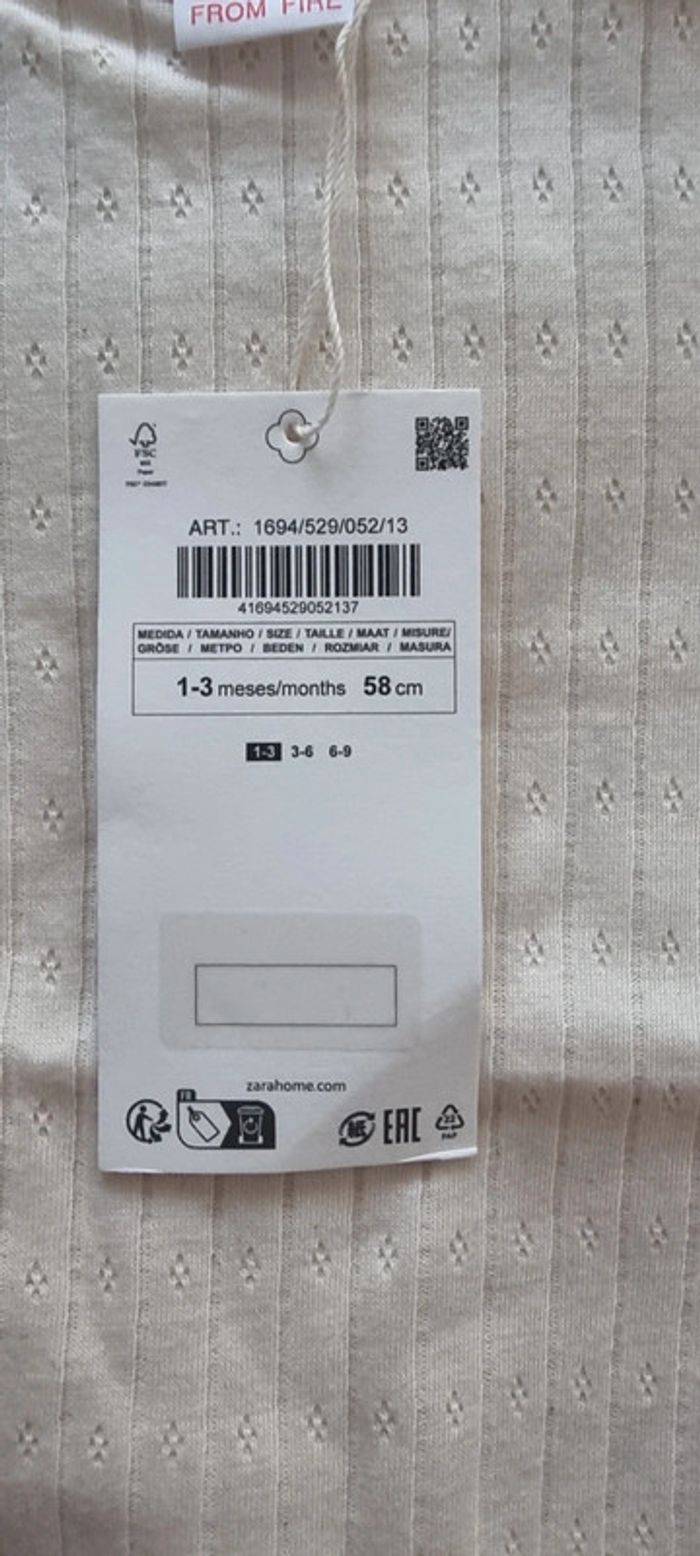 FROM FIRE
FSC
ART.: 1694/529/052/13
41694529052137
MEDIDA / TAMANHO / SIZE / TAILLE / MAAT / MISURE/
GRÖSE / METPO / BEDEN / ROZMIAR / MASURA
1-3 meses/months 58 cm
1-3 3-6 6-9
zarahome.com
FR
EAC
22
PAP